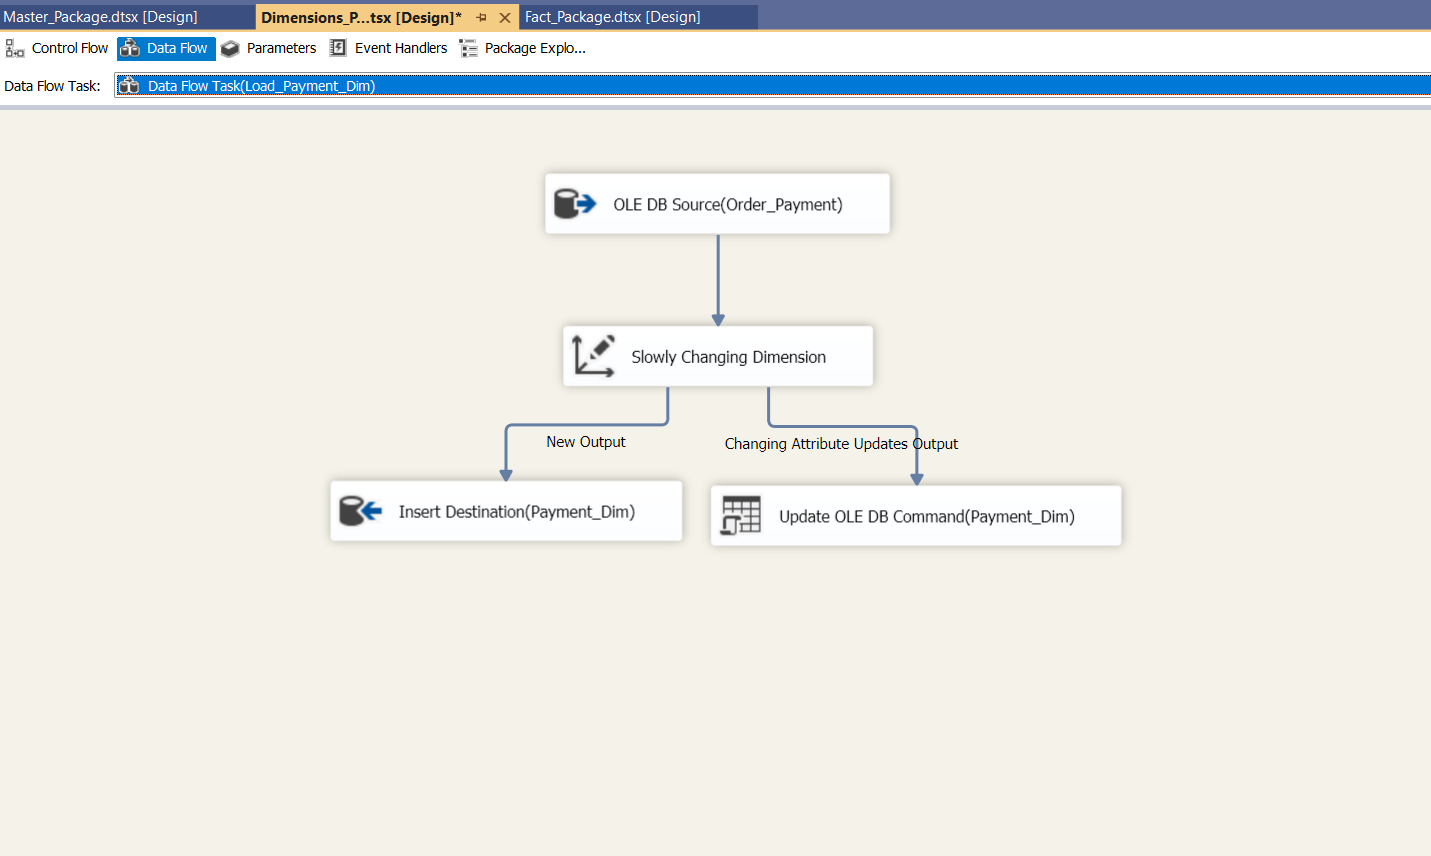 Master_Package.dtsx [Design]
Dimensions_P...tsx [Design]*
Fact_Package.dtsx [Design]
Control Flow
Data Flow
Parameters
Event Handlers
Package Explo...
Data Flow Task:
Data Flow Task(Load_Payment_Dim)
OLE DB Source(Order_Payment)
Slowly Changing Dimension
New Output
Changing Attribute Updates Output
Insert Destination(Payment_Dim)
Update OLE DB Command(Payment_Dim)